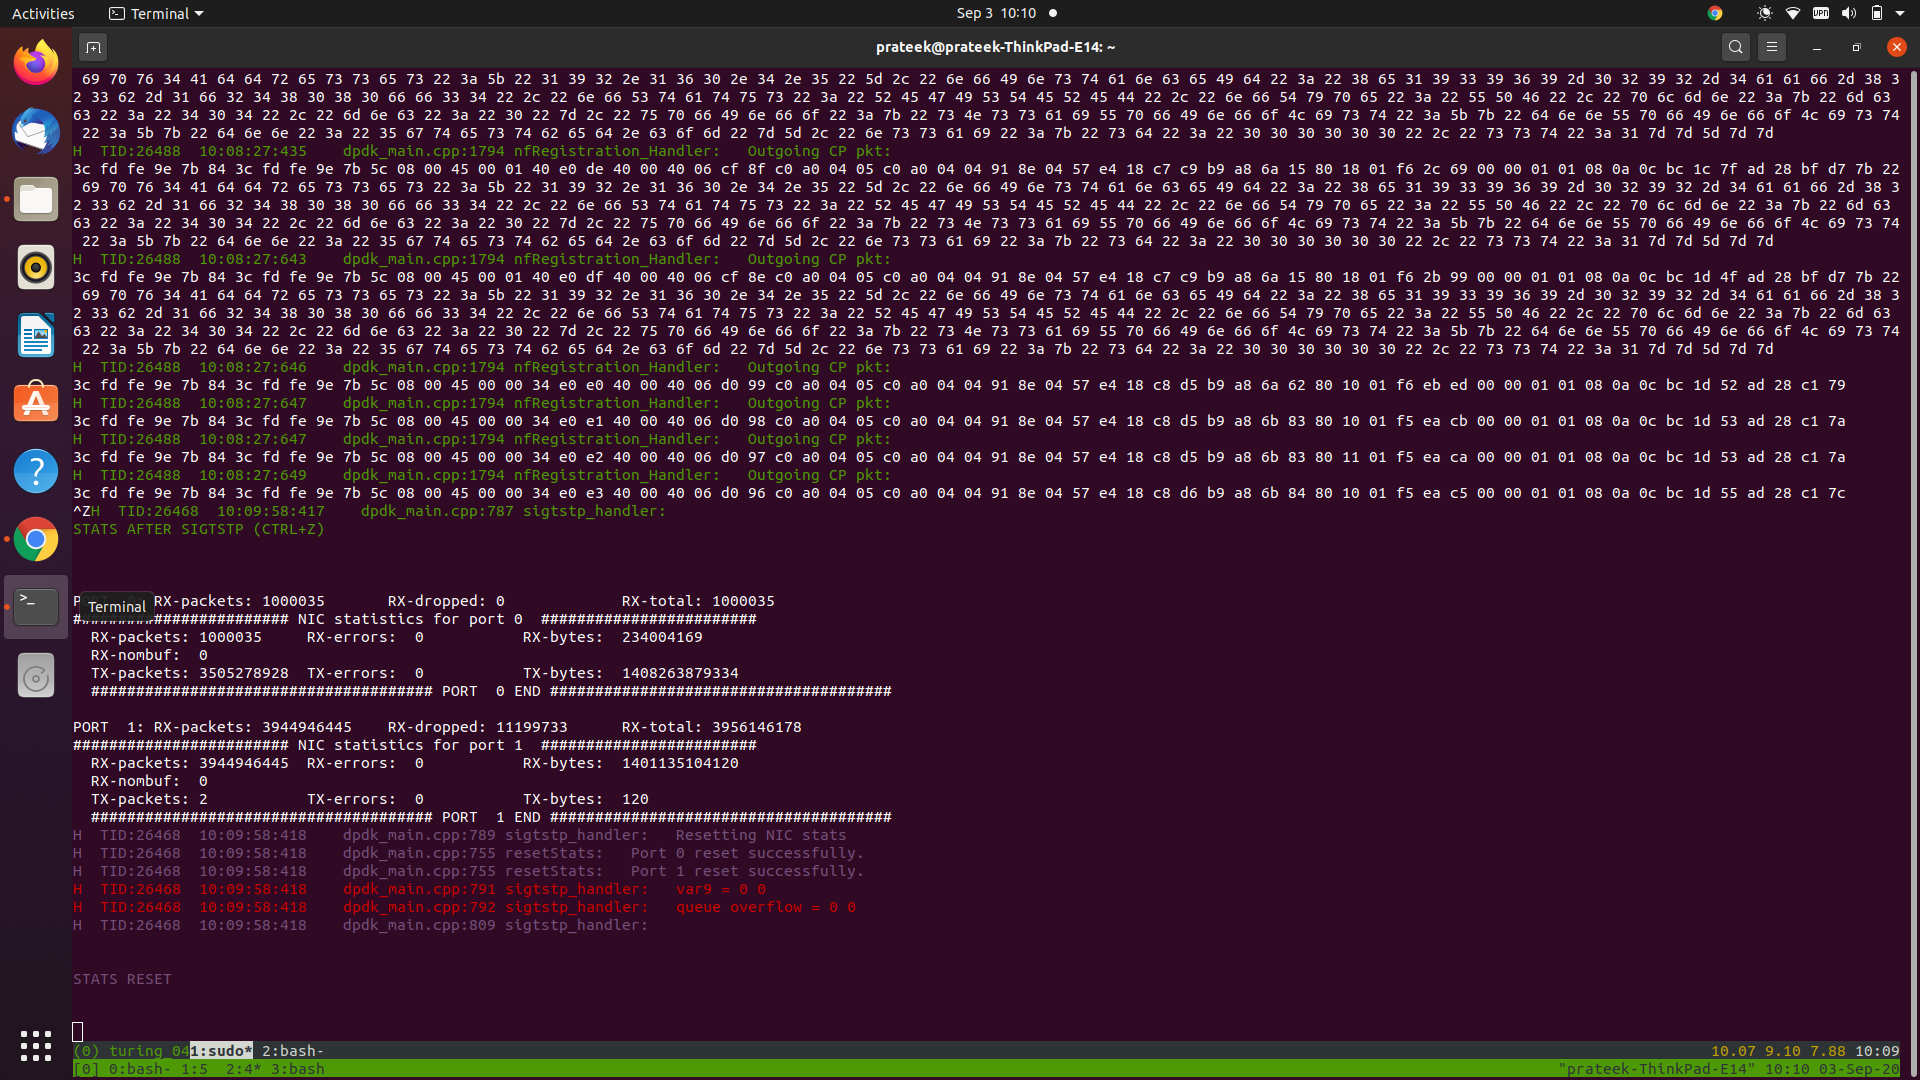 Activities
Terminal
Sep 3 10:10
VPN
prateek@prateek-ThinkPad-E14: ~
 69 70 76 34 41 64 64 72 65 73 73 65 73 22 3a 5b 22 31 39 32 2e 31 36 30 2e 34 2e 35 22 5d 2c 22 6e 66 49 6e 73 74 61 6e 63 65 49 64 22 3a 22 38 65 31 39 33 39 36 39 2d 30 32 39 32 2d 34 61 61 66 2d 38 3
2 33 62 2d 31 66 32 34 38 30 38 30 66 66 33 34 22 2c 22 6e 66 53 74 61 74 75 73 22 3a 22 52 45 47 49 53 54 45 52 45 44 22 2c 22 6e 66 54 79 70 65 22 3a 22 55 50 46 22 2c 22 70 6c 6d 6e 22 3a 7b 22 6d 63
63 22 3a 22 34 30 34 22 2c 22 6d 6e 63 22 3a 22 30 22 7d 2c 22 75 70 66 49 6e 66 6f 22 3a 7b 22 73 4e 73 73 61 69 55 70 66 49 6e 66 6f 4c 69 73 74 22 3a 5b 7b 22 64 6e 6e 55 70 66 49 6e 66 6f 4c 69 73 74
 22 3a 5b 7b 22 64 6e 6e 22 3a 22 35 67 74 65 73 74 62 65 64 2e 63 6f 6d 22 7d 5d 2c 22 6e 73 73 61 69 22 3a 7b 22 73 64 22 3a 22 30 30 30 30 30 30 22 2c 22 73 73 74 22 3a 31 7d 7d 5d 7d 7d
H  TID:26488  10:08:27:435    dpdk_main.cpp:1794 nfRegistration_Handler:   Outgoing CP pkt:
3c fd fe 9e 7b 84 3c fd fe 9e 7b 5c 08 00 45 00 01 40 e0 de 40 00 40 06 cf 8f c0 a0 04 05 c0 a0 04 04 91 8e 04 57 e4 18 c7 c9 b9 a8 6a 15 80 18 01 f6 2c 69 00 00 01 01 08 0a 0c bc 1c 7f ad 28 bf d7 7b 22
 69 70 76 34 41 64 64 72 65 73 73 65 73 22 3a 5b 22 31 39 32 2e 31 36 30 2e 34 2e 35 22 5d 2c 22 6e 66 49 6e 73 74 61 6e 63 65 49 64 22 3a 22 38 65 31 39 33 39 36 39 2d 30 32 39 32 2d 34 61 61 66 2d 38 3
2 33 62 2d 31 66 32 34 38 30 38 30 66 66 33 34 22 2c 22 6e 66 53 74 61 74 75 73 22 3a 22 52 45 47 49 53 54 45 52 45 44 22 2c 22 6e 66 54 79 70 65 22 3a 22 55 50 46 22 2c 22 70 6c 6d 6e 22 3a 7b 22 6d 63
63 22 3a 22 34 30 34 22 2c 22 6d 6e 63 22 3a 22 30 22 7d 2c 22 75 70 66 49 6e 66 6f 22 3a 7b 22 73 4e 73 73 61 69 55 70 66 49 6e 66 6f 4c 69 73 74 22 3a 5b 7b 22 64 6e 6e 55 70 66 49 6e 66 6f 4c 69 73 74
 22 3a 5b 7b 22 64 6e 6e 22 3a 22 35 67 74 65 73 74 62 65 64 2e 63 6f 6d 22 7d 5d 2c 22 6e 73 73 61 69 22 3a 7b 22 73 64 22 3a 22 30 30 30 30 30 30 22 2c 22 73 73 74 22 3a 31 7d 7d 5d 7d 7d
H  TID:26488  10:08:27:643    dpdk_main.cpp:1794 nfRegistration_Handler:   Outgoing CP pkt:
3c fd fe 9e 7b 84 3c fd fe 9e 7b 5c 08 00 45 00 01 40 e0 df 40 00 40 06 cf 8e c0 a0 04 05 c0 a0 04 04 91 8e 04 57 e4 18 c7 c9 b9 a8 6a 15 80 18 01 f6 2b 99 00 00 01 01 08 0a 0c bc 1d 4f ad 28 bf d7 7b 22
 69 70 76 34 41 64 64 72 65 73 73 65 73 22 3a 5b 22 31 39 32 2e 31 36 30 2e 34 2e 35 22 5d 2c 22 6e 66 49 6e 73 74 61 6e 63 65 49 64 22 3a 22 38 65 31 39 33 39 36 39 2d 30 32 39 32 2d 34 61 61 66 2d 38 3
2 33 62 2d 31 66 32 34 38 30 38 30 66 66 33 34 22 2c 22 6e 66 53 74 61 74 75 73 22 3a 22 52 45 47 49 53 54 45 52 45 44 22 2c 22 6e 66 54 79 70 65 22 3a 22 55 50 46 22 2c 22 70 6c 6d 6e 22 3a 7b 22 6d 63
63 22 3a 22 34 30 34 22 2c 22 6d 6e 63 22 3a 22 30 22 7d 2c 22 75 70 66 49 6e 66 6f 22 3a 7b 22 73 4e 73 73 61 69 55 70 66 49 6e 66 6f 4c 69 73 74 22 3a 5b 7b 22 64 6e 6e 55 70 66 49 6e 66 6f 4c 69 73 74
 22 3a 5b 7b 22 64 6e 6e 22 3a 22 35 67 74 65 73 74 62 65 64 2e 63 6f 6d 22 7d 5d 2c 22 6e 73 73 61 69 22 3a 7b 22 73 64 22 3a 22 30 30 30 30 30 30 22 2c 22 73 73 74 22 3a 31 7d 7d 5d 7d 7d
H  TID:26488  10:08:27:646    dpdk_main.cpp:1794 nfRegistration_Handler:   Outgoing CP pkt:
3c fd fe 9e 7b 84 3c fd fe 9e 7b 5c 08 00 45 00 00 34 e0 e0 40 00 40 06 d0 99 c0 a0 04 05 c0 a0 04 04 91 8e 04 57 e4 18 c8 d5 b9 a8 6a 62 80 10 01 f6 eb ed 00 00 01 01 08 0a 0c bc 1d 52 ad 28 c1 79
H  TID:26488  10:08:27:647    dpdk_main.cpp:1794 nfRegistration_Handler:   Outgoing CP pkt:
3c fd fe 9e 7b 84 3c fd fe 9e 7b 5c 08 00 45 00 00 34 e0 e1 40 00 40 06 d0 98 c0 a0 04 05 c0 a0 04 04 91 8e 04 57 e4 18 c8 d5 b9 a8 6b 83 80 10 01 f5 ea cb 00 00 01 01 08 0a 0c bc 1d 53 ad 28 c1 7a
H  TID:26488  10:08:27:647    dpdk_main.cpp:1794 nfRegistration_Handler:   Outgoing CP pkt:
3c fd fe 9e 7b 84 3c fd fe 9e 7b 5c 08 00 45 00 00 34 e0 e2 40 00 40 06 d0 97 c0 a0 04 05 c0 a0 04 04 91 8e 04 57 e4 18 c8 d5 b9 a8 6b 83 80 11 01 f5 ea ca 00 00 01 01 08 0a 0c bc 1d 53 ad 28 c1 7a
H  TID:26488  10:08:27:649    dpdk_main.cpp:1794 nfRegistration_Handler:   Outgoing CP pkt:
3c fd fe 9e 7b 84 3c fd fe 9e 7b 5c 08 00 45 00 00 34 e0 e3 40 00 40 06 d0 96 c0 a0 04 05 c0 a0 04 04 91 8e 04 57 e4 18 c8 d6 b9 a8 6b 84 80 10 01 f5 ea c5 00 00 01 01 08 0a 0c bc 1d 55 ad 28 c1 7c
^ZH  TID:26468  10:09:58:417    dpdk_main.cpp:787 sigtstp_handler:
STATS AFTER SIGTSTP (CTRL+Z)
RX-packets: 1000035       RX-dropped: 0             RX-total: 1000035
Terminal
####################### NIC statistics for port 0  ########################
  RX-packets: 1000035     RX-errors:  0           RX-bytes:  234004169
  RX-nombuf:  0
  TX-packets: 3505278928  TX-errors:  0           TX-bytes:  1408263879334
  ###################################### PORT  0 END ######################################
PORT  1: RX-packets: 3944946445    RX-dropped: 11199733      RX-total: 3956146178
######################## NIC statistics for port 1  ########################
  RX-packets: 3944946445  RX-errors:  0           RX-bytes:  1401135104120
  RX-nombuf:  0
  TX-packets: 2           TX-errors:  0           TX-bytes:  120
  ###################################### PORT  1 END ######################################
H  TID:26468  10:09:58:418    dpdk_main.cpp:789 sigtstp_handler:   Resetting NIC stats
H  TID:26468  10:09:58:418    dpdk_main.cpp:755 resetStats:   Port 0 reset successfully.
H  TID:26468  10:09:58:418    dpdk_main.cpp:755 resetStats:   Port 1 reset successfully.
H  TID:26468  10:09:58:418    dpdk_main.cpp:791 sigtstp_handler:   var9 = 0 0
H  TID:26468  10:09:58:418    dpdk_main.cpp:792 sigtstp_handler:   queue overflow = 0 0
H  TID:26468  10:09:58:418    dpdk_main.cpp:809 sigtstp_handler:
STATS RESET
(0) turing_041:sudo* 2:bash-    10.07 9.10 7.88 10:09
[0] 0:bash- 1:5  2:4* 3:bash    "prateek-ThinkPad-E14" 10:10 03-Sep-20